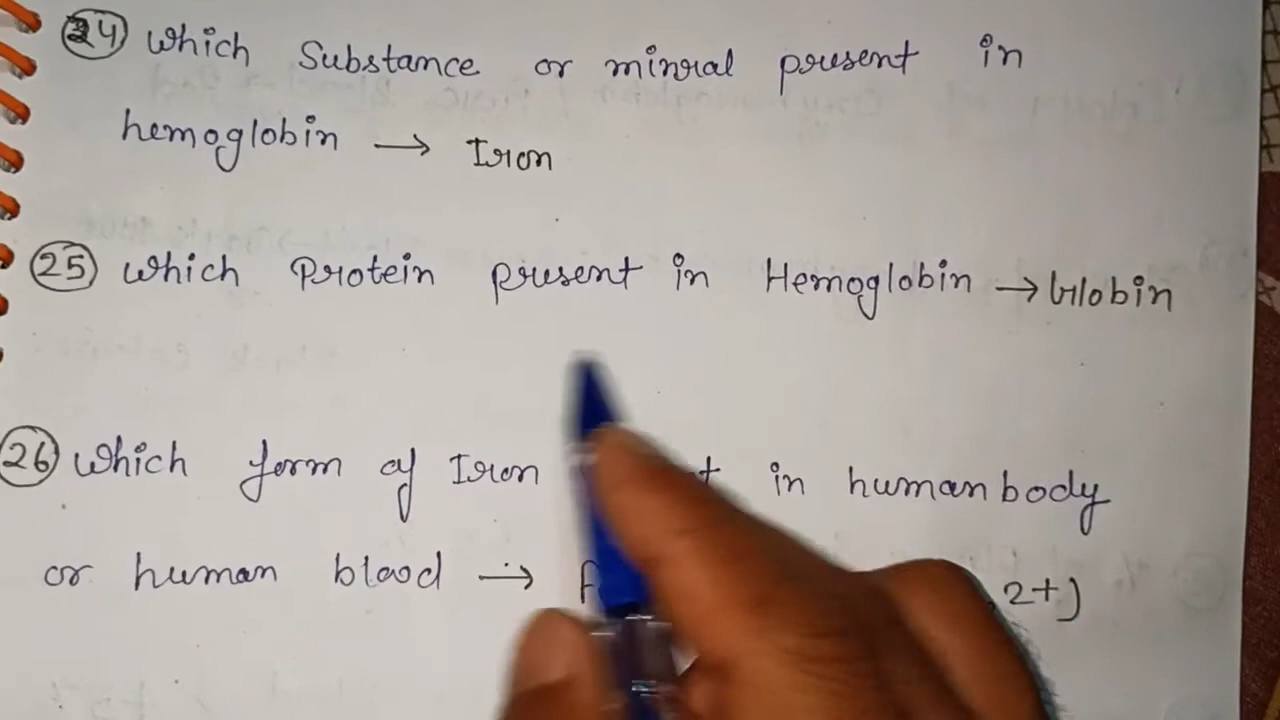 24 Which Substance or minral present in
hemoglobin → Iron
25 Which Protein present in Hemoglobin → Globin
26 Which form of Iron in human body
or human blood → 2+)